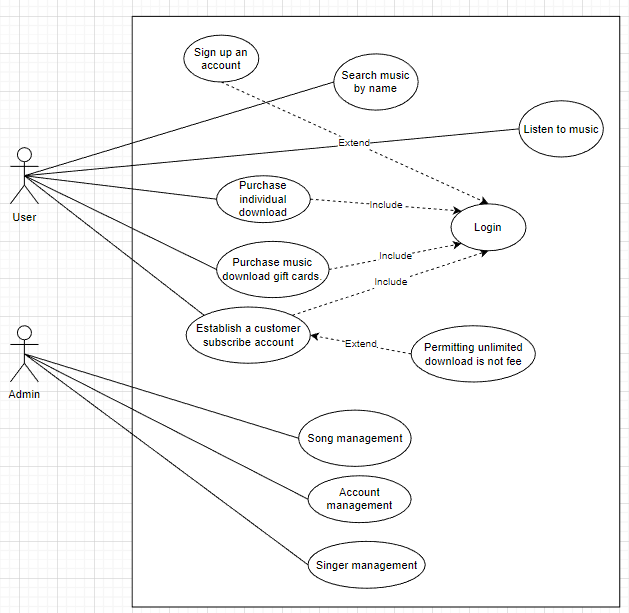 Sign up an
account
Search music
by name
Listen to music
Extend
User
Purchase
individual
download
Include
Login
Purchase music
download gift cards.
Include
Include
Establish a customer
subscribe account
Extend
Permitting unlimited
download is not fee
Admin
Song management
Account
management
Singer management